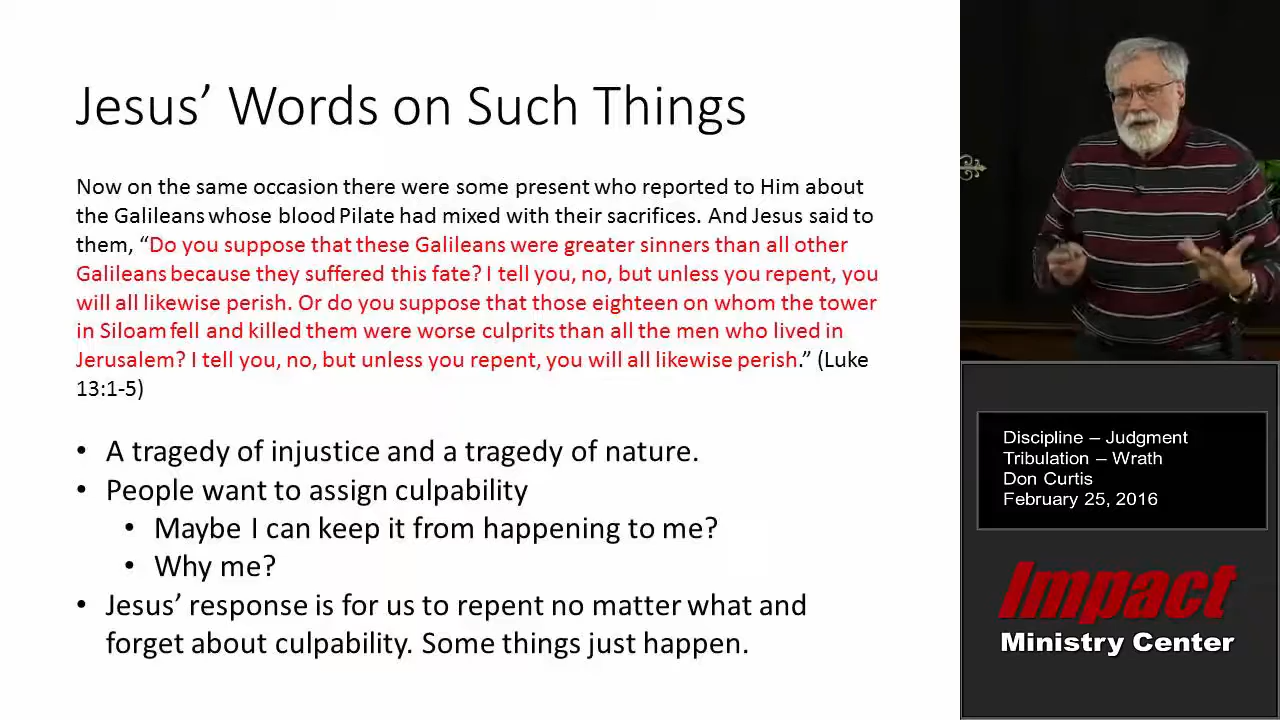 Jesus’ Words on Such Things
Now on the same occasion there were some present who reported to Him about
the Galileans whose blood Pilate had mixed with their sacrifices. And Jesus said to
them, “Do you suppose that these Galileans were greater sinners than all other
Galileans because they suffered this fate? I tell you, no, but unless you repent, you
will all likewise perish. Or do you suppose that those eighteen on whom the tower
in Siloam fell and killed them were worse culprits than all the men who lived in
Jerusalem? I tell you, no, but unless you repent, you will all likewise perish.” (Luke
13:1-5)
• A tragedy of injustice and a tragedy of nature.
• People want to assign culpability
• Maybe I can keep it from happening to me?
• Why me?
• Jesus’ response is for us to repent no matter what and
forget about culpability. Some things just happen.
Discipline – Judgment
Tribulation – Wrath
Don Curtis
February 25, 2016
Impact
Ministry Center